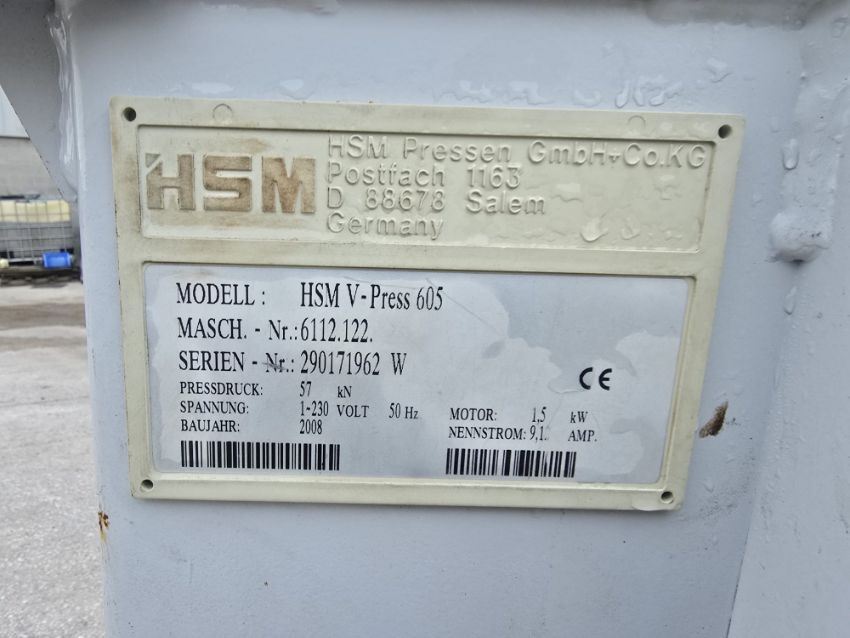 HSM
HSM Pressen GmbH+Co.KG
Postfach 1163
D 88678 Salem
Germany
MODELL : HSM V-Press 605
MASCH. - Nr.:6112.122.
SERIEN - Nr.: 290171962 W
PRESSDRUCK: 57 kN
SPANNUNG: 1-230 VOLT 50 Hz
BAUJAHR: 2008
CE
MOTOR: 1,5 kW
NENNSTROM: 9,1 AMP.